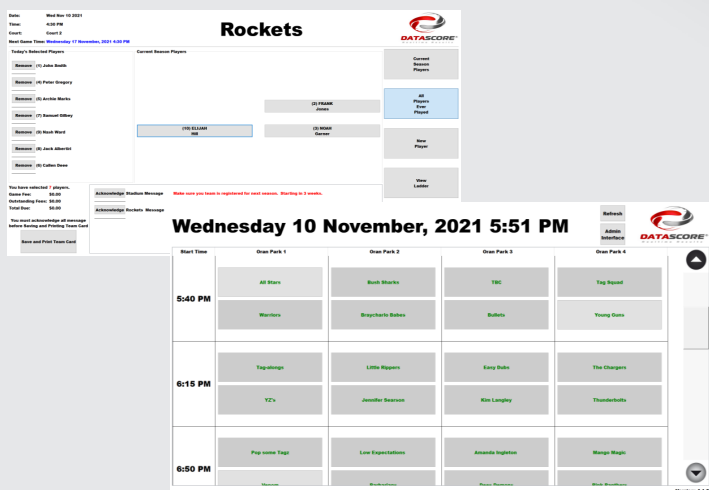 Date: Wed Nov 10 2021
Time: 4:30 PM
Court: Court 2
Next Game Time: Wednesday 17 November, 2021 4:30 PM
Rockets
DATASCORE
Today's Selected Players
Remove (1) John Smith
Remove (4) Peter Gregory
Remove (5) Archie Marks
Remove (7) Samuel Gilbey
Remove (9) Nash Ward
Remove (8) Jack Albertiri
Remove (6) Callen Deen
Current Season Players
(2) FRANK
Jones
(10) ELIJAH
Hill
(3) NOAH
Garner
Current
Season
Players
All
Players
Ever
Played
New
Player
View
Ladder
You have selected 7 players.
Game Fee: $0.00
Outstanding Fees: $0.00
Total Due: $0.00
You must acknowledge all message
before Saving and Printing Team Card
Save and Print Team Card
Acknowledge Stadium Message Make sure you team is registered for next season. Starting in 3 weeks.
Acknowledge Rockets Message
Wednesday 10 November, 2021 5:51 PM
Refresh
Admin
Interface
DATASCORE
Start Time Oran Park 1 Oran Park 2 Oran Park 3 Oran Park 4
5:40 PM
All Stars Bush Sharks TBC Tag Squad
Warriors Braycharin Babes Bullets Young Guns
6:15 PM
Tag-alongs Little Rippers Easy Dubs The Chargers
YZ's Jennifer Searson Kim Langley Thunderbolts
6:50 PM
Pop some Tagz Low Expectations Amanda Ingleton Mango Magic